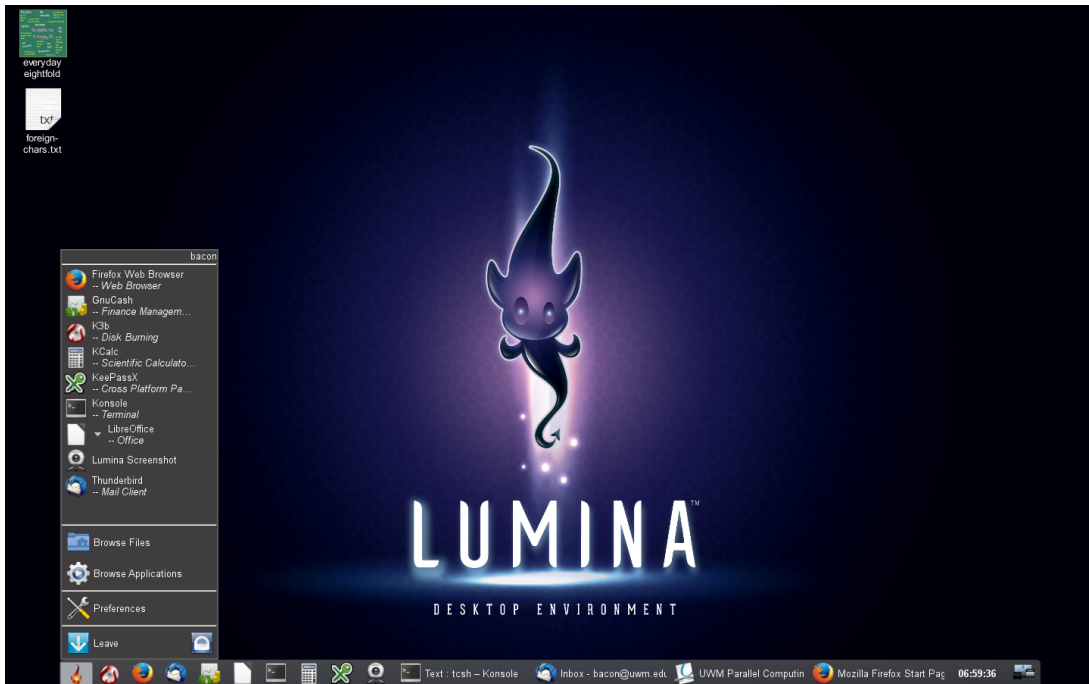 everyday
eightfold
txt
foreign-
chars.txt
bacon
Firefox Web Browser
-- Web Browser
GnuCash
-- Finance Managem...
K3b
-- Disk Burning
KCalc
-- Scientific Calculato...
KeePassX
-- Cross Platform Pa...
Konsole
-- Terminal
LibreOffice
-- Office
Lumina Screenshot
Thunderbird
-- Mail Client
Browse Files
Browse Applications
Preferences
Leave
LUMINA™
DESKTOP ENVIRONMENT
Text : tcsh – Konsole
Inbox - bacon@uwm.edu
UWM Parallel Computin
Mozilla Firefox Start Pag
06:59:36